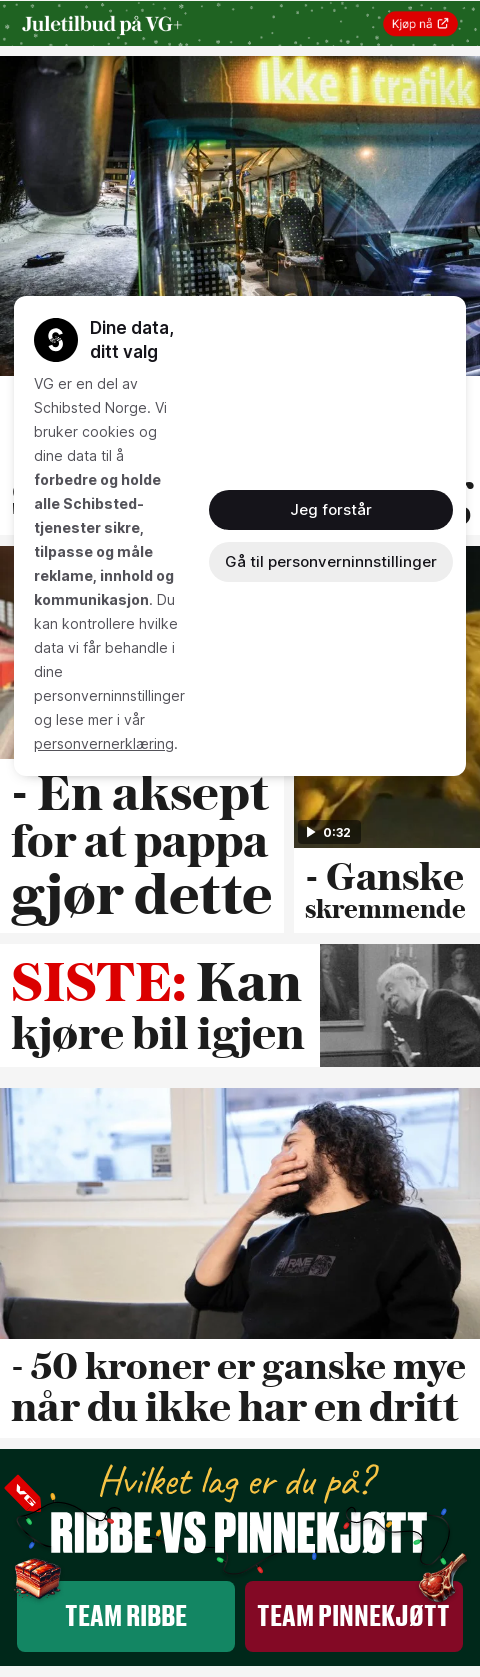 Juletilbud på VG+
Kjøp nå
Ikke i trafikk
Dine data,
ditt valg
VG er en del av
Schibsted Norge. Vi
bruker cookies og
dine data til å
forbedre og holde
alle Schibsted-
tjenester sikre,
tilpasse og måle
reklame, innhold og
kommunikasjon. Du
kan kontrollere hvilke
data vi får behandle i
dine
personverninnstillinger
og lese mer i vår
personvernerklæring.
Jeg forstår
Gå til personverninnstillinger
0:32
- En aksept
for at pappa
gjør dette
- Ganske
skremmende
SISTE: Kan
kjøre bil igjen
- 50 kroner er ganske mye
når du ikke har en dritt
Hvilket lag er du på?
VG
RIBBE VS PINNEKJØTT
TEAM RIBBE
TEAM PINNEKJØTT